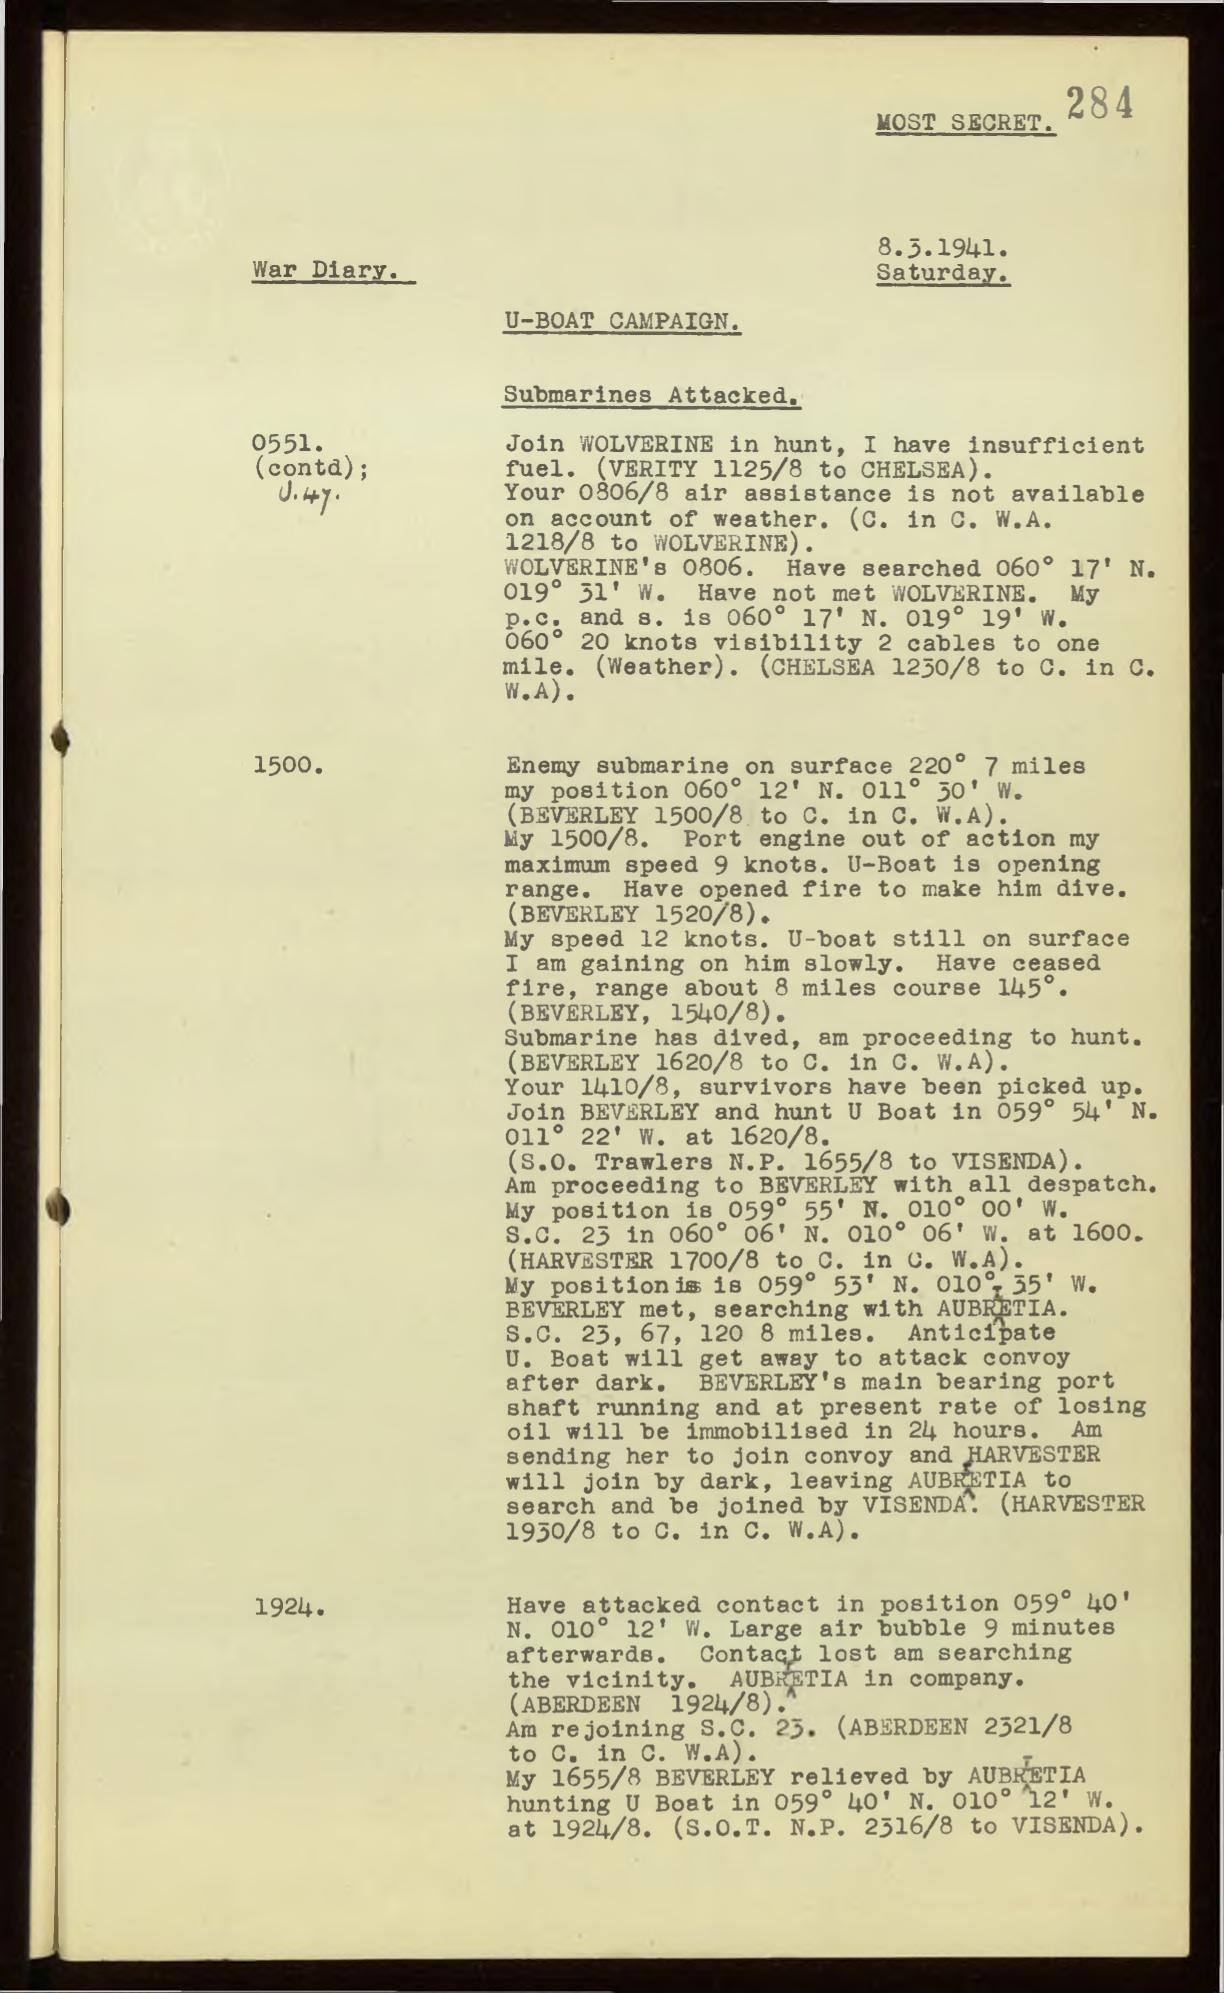 MOST SECRET. 284
8.3.1941.
War Diary. Saturday.
U-BOAT CAMPAIGN.
Submarines Attacked.
0551. Join WOLVERINE in hunt, I have insufficient
(contd); fuel. (VERITY 1125/8 to CHELSEA).
U.47. Your 0806/8 air assistance is not available
on account of weather. (C. in C. W.A.
1218/8 to WOLVERINE).
WOLVERINE's 0806. Have searched 060° 17' N.
019° 31' W. Have not met WOLVERINE. My
p.c. and s. is 060° 17' N. 019° 19' W.
060° 20 knots visibility 2 cables to one
mile. (Weather). (CHELSEA 1230/8 to C. in C.
W.A).
1500. Enemy submarine on surface 220° 7 miles
my position 060° 12' N. 011° 30' W.
(BEVERLEY 1500/8 to C. in C. W.A).
My 1500/8. Port engine out of action my
maximum speed 9 knots. U-Boat is opening
range. Have opened fire to make him dive.
(BEVERLEY 1520/8).
My speed 12 knots. U-boat still on surface
I am gaining on him slowly. Have ceased
fire, range about 8 miles course 145°.
(BEVERLEY, 1540/8).
Submarine has dived, am proceeding to hunt.
(BEVERLEY 1620/8 to C. in C. W.A).
Your 1410/8, survivors have been picked up.
Join BEVERLEY and hunt U Boat in 059° 54' N.
011° 22' W. at 1620/8.
(S.O. Trawlers N.P. 1655/8 to VISENDA).
Am proceeding to BEVERLEY with all despatch.
My position is 059° 55' N. 010° 00' W.
S.C. 23 in 060° 06' N. 010° 06' W. at 1600.
(HARVESTER 1700/8 to C. in C. W.A).
My position is is 059° 53' N. 010° 35' W.
BEVERLEY met, searching with AUBRIETIA.
S.C. 23, 67, 120 8 miles. Anticipate
U. Boat will get away to attack convoy
after dark. BEVERLEY's main bearing port
shaft running and at present rate of losing
oil will be immobilised in 24 hours. Am
sending her to join convoy and HARVESTER
will join by dark, leaving AUBRIETIA to
search and be joined by VISENDA. (HARVESTER
1930/8 to C. in C. W.A).
1924. Have attacked contact in position 059° 40'
N. 010° 12' W. Large air bubble 9 minutes
afterwards. Contact lost am searching
the vicinity. AUBRIETIA in company.
(ABERDEEN 1924/8).
Am rejoining S.C. 23. (ABERDEEN 2321/8
to C. in C. W.A).
My 1655/8 BEVERLEY relieved by AUBRIETIA
hunting U Boat in 059° 40' N. 010° 12' W.
at 1924/8. (S.O.T. N.P. 2316/8 to VISENDA).